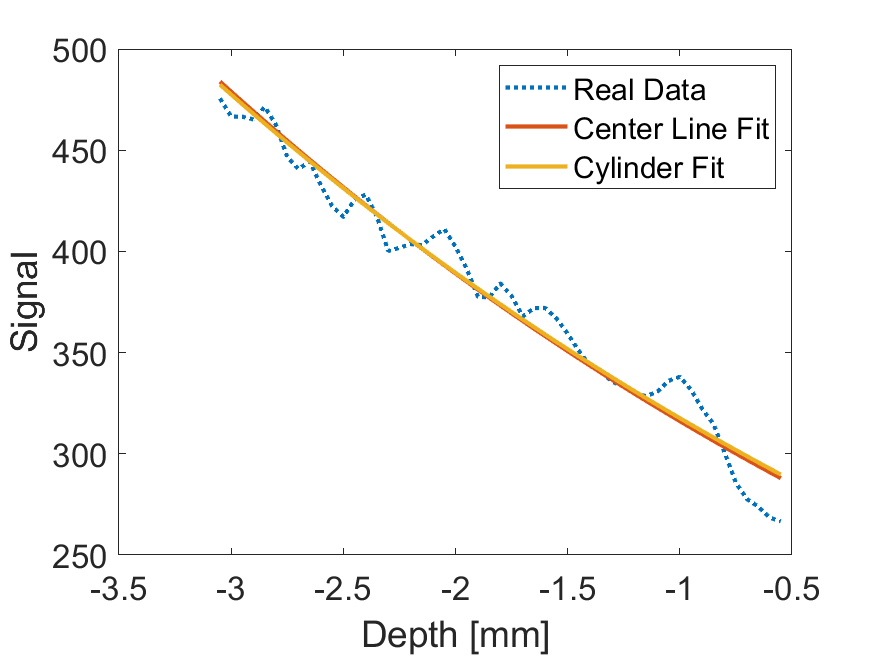 500
450
400
350
300
250
Signal
Real Data
Center Line Fit
Cylinder Fit
-3.5 -3 -2.5 -2 -1.5 -1 -0.5
Depth [mm]